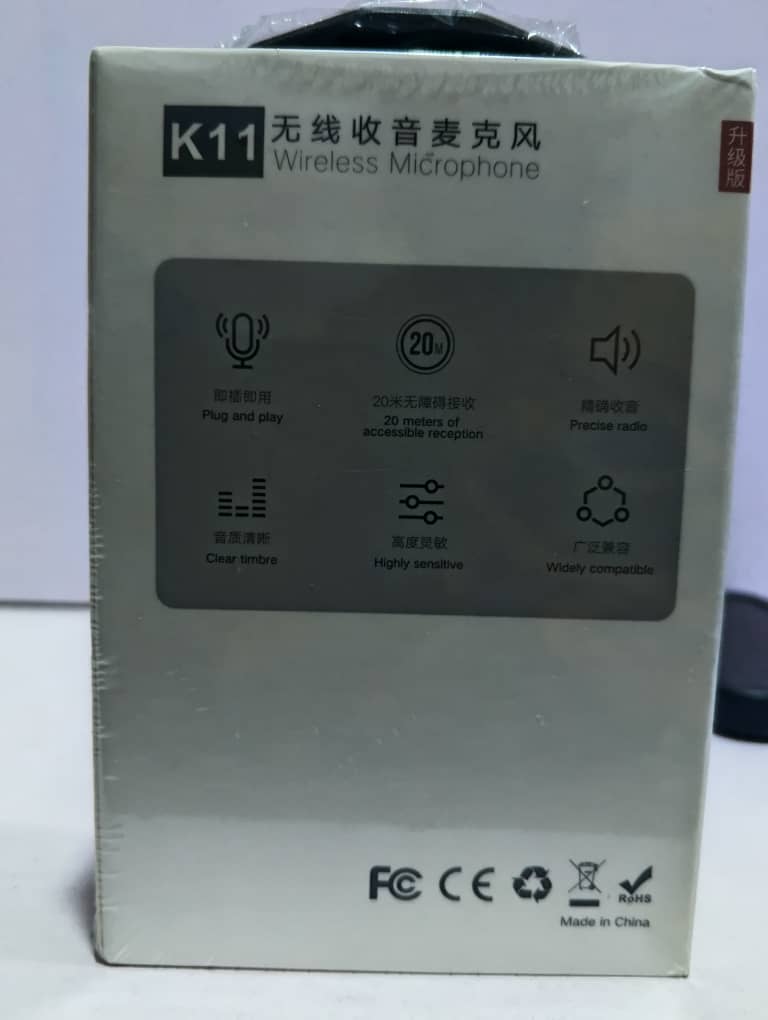 K11 无线收音麦克风
Wireless Microphone
升级版
20M
即插即用
Plug and play
20米无障碍接收
20 meters of
accessible reception
精确收音
Precise radio
音质清晰
Clear timbre
高度灵敏
Highly sensitive
广泛兼容
Widely compatible
FC CE RoHS
Made in China